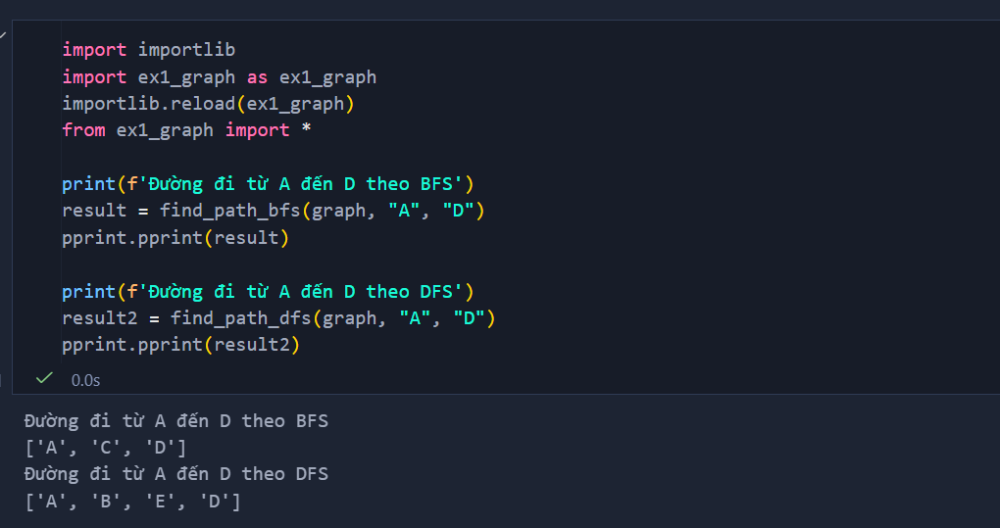 import importlib
import ex1_graph as ex1_graph
importlib.reload(ex1_graph)
from ex1_graph import *
print(f'Đường đi từ A đến D theo BFS')
result = find_path_bfs(graph, "A", "D")
pprint.pprint(result)
print(f'Đường đi từ A đến D theo DFS')
result2 = find_path_dfs(graph, "A", "D")
pprint.pprint(result2)
0.0s
Đường đi từ A đến D theo BFS
['A', 'C', 'D']
Đường đi từ A đến D theo DFS
['A', 'B', 'E', 'D']